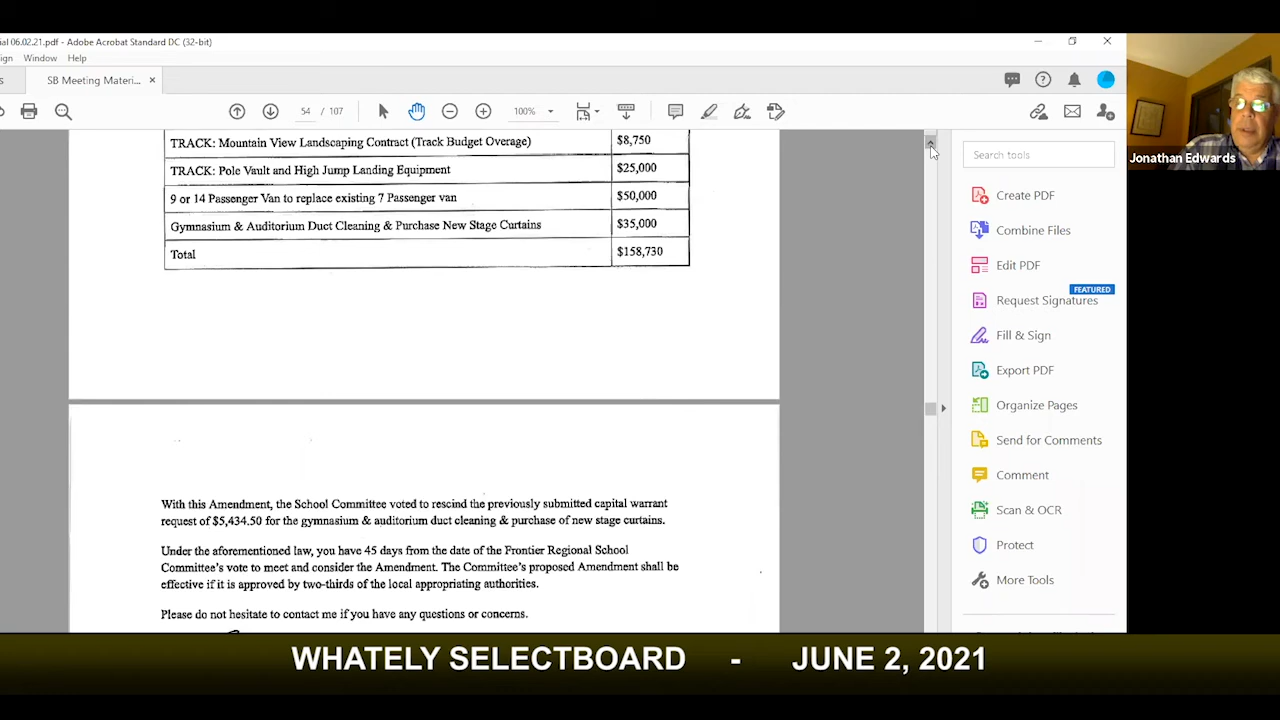 ial 06.02.21.pdf - Adobe Acrobat Standard DC (32-bit)
ign Window Help
s SB Meeting Materi... ×
54 / 107 100%
TRACK: Mountain View Landscaping Contract (Track Budget Overage) $8,750
TRACK: Pole Vault and High Jump Landing Equipment $25,000
9 or 14 Passenger Van to replace existing 7 Passenger van $50,000
Gymnasium & Auditorium Duct Cleaning & Purchase New Stage Curtains $35,000
Total $158,730
With this Amendment, the School Committee voted to rescind the previously submitted capital warrant
request of $5,434.50 for the gymnasium & auditorium duct cleaning & purchase of new stage curtains.
Under the aforementioned law, you have 45 days from the date of the Frontier Regional School
Committee's vote to meet and consider the Amendment. The Committee's proposed Amendment shall be
effective if it is approved by two-thirds of the local appropriating authorities.
Please do not hesitate to contact me if you have any questions or concerns.
Search tools
Create PDF
Combine Files
Edit PDF
FEATURED
Request Signatures
Fill & Sign
Export PDF
Organize Pages
Send for Comments
Comment
Scan & OCR
Protect
More Tools
Jonathan Edwards
WHATELY SELECTBOARD - JUNE 2, 2021